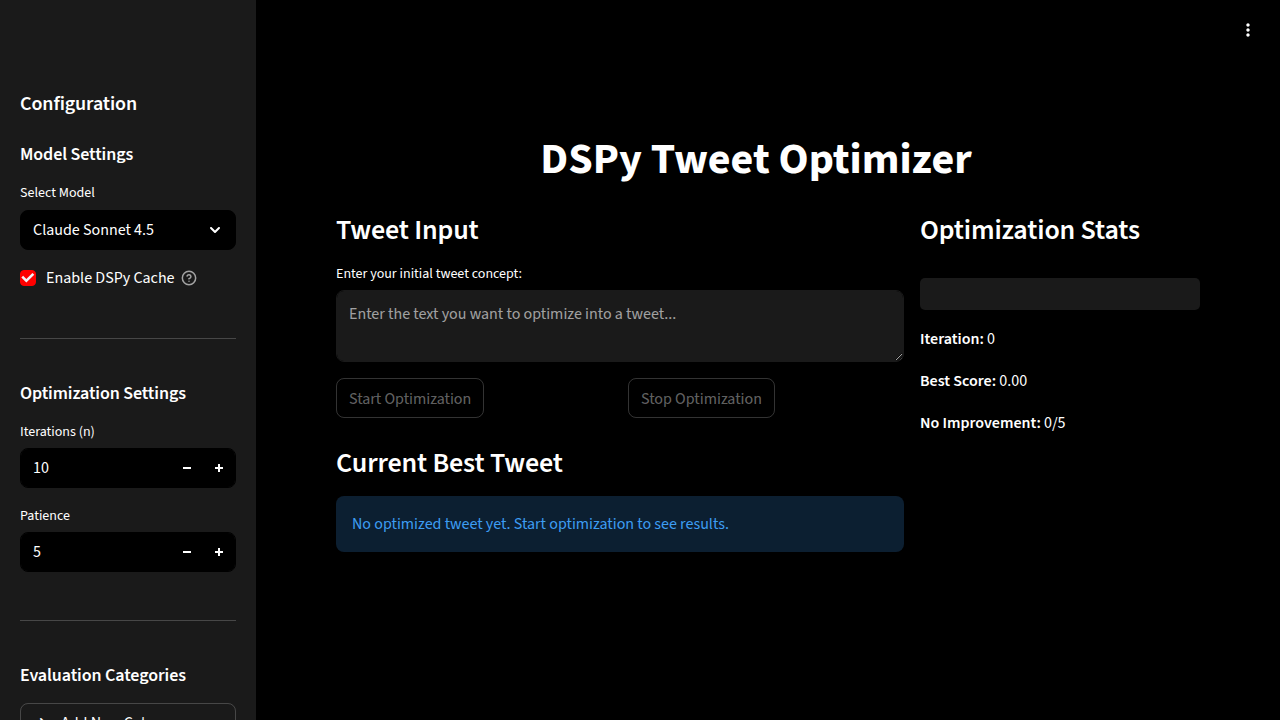 Configuration
Model Settings
Select Model
Claude Sonnet 4.5
Enable DSPy Cache
Optimization Settings
Iterations (n)
10
Patience
5
Evaluation Categories
DSPy Tweet Optimizer
Tweet Input
Enter your initial tweet concept:
Enter the text you want to optimize into a tweet...
Start Optimization
Stop Optimization
Current Best Tweet
No optimized tweet yet. Start optimization to see results.
Optimization Stats
Iteration: 0
Best Score: 0.00
No Improvement: 0/5